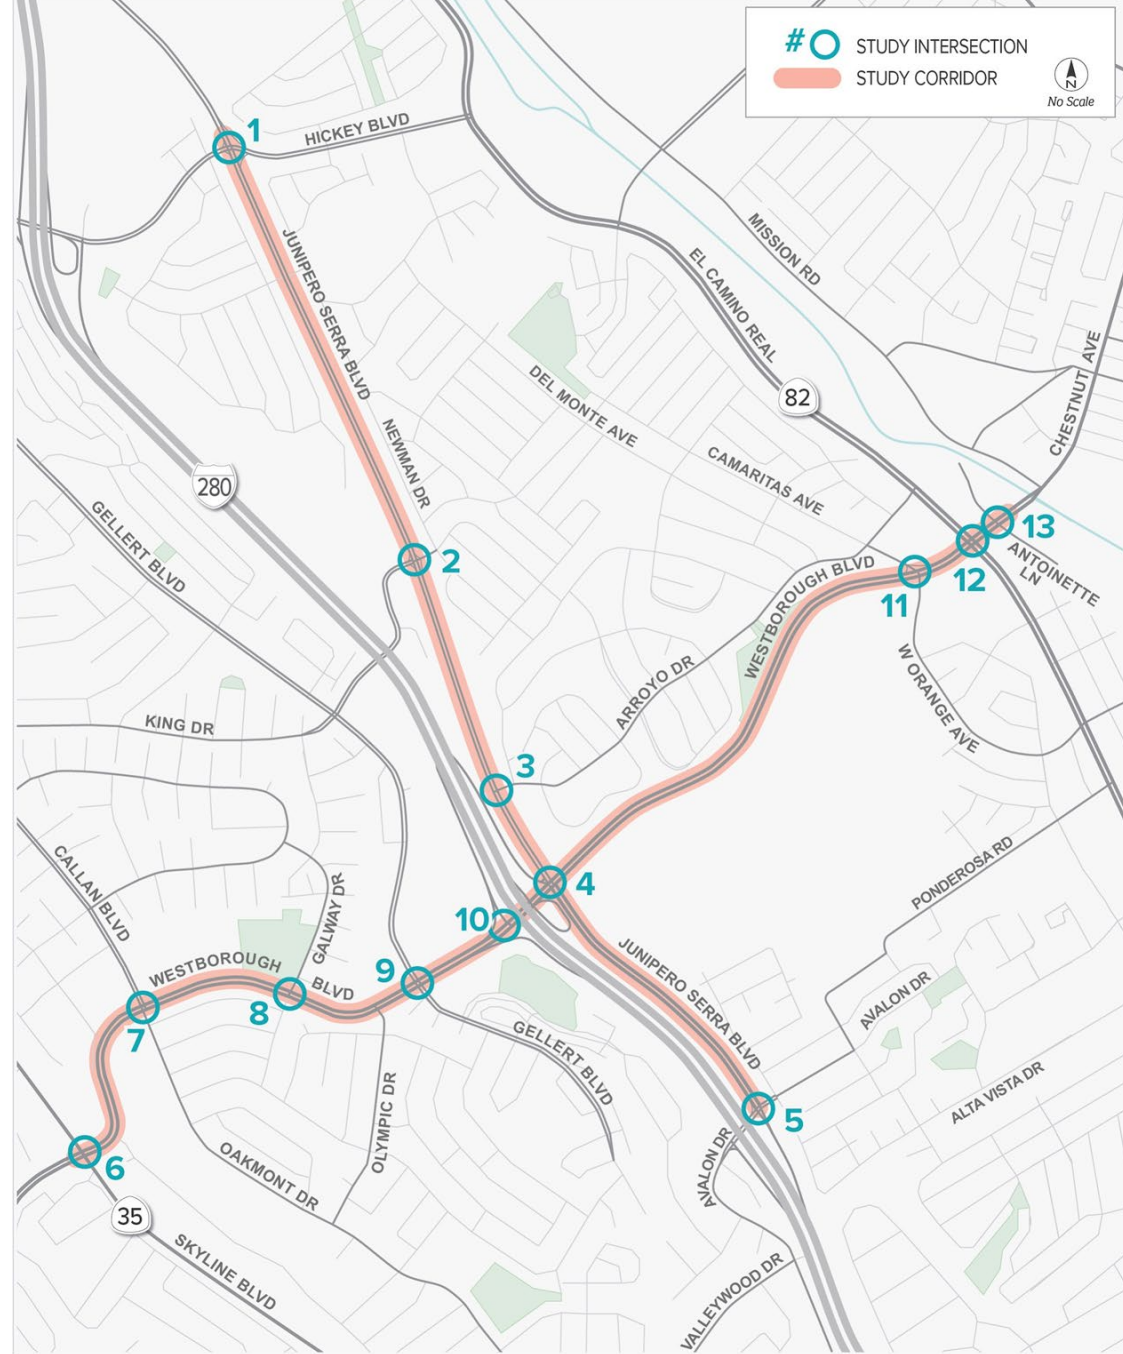 # STUDY INTERSECTION
STUDY CORRIDOR
N
No Scale
1
HICKEY BLVD
JUNIPERO SERRA BLVD
MISSION RD
EL CAMINO REAL
82
CHESTNUT AVE
DEL MONTE AVE
CAMARITAS AVE
NEWMAN DR
280
GELLERT BLVD
2
13
12
11
ANTOINETTE
LN
WESTBOROUGH BLVD
ARROYO DR
W ORANGE AVE
KING DR
3
4
10
9
PONDEROSA RD
CALLAN BLVD
GALWAY DR
WESTBOROUGH
BLVD
8
7
JUNIPERO SERRA BLVD
AVALON DR
GELLERT BLVD
ALTA VISTA DR
5
OLYMPIC DR
AVALON DR
OAKMONT DR
6
35
SKYLINE BLVD
VALLEYWOOD DR